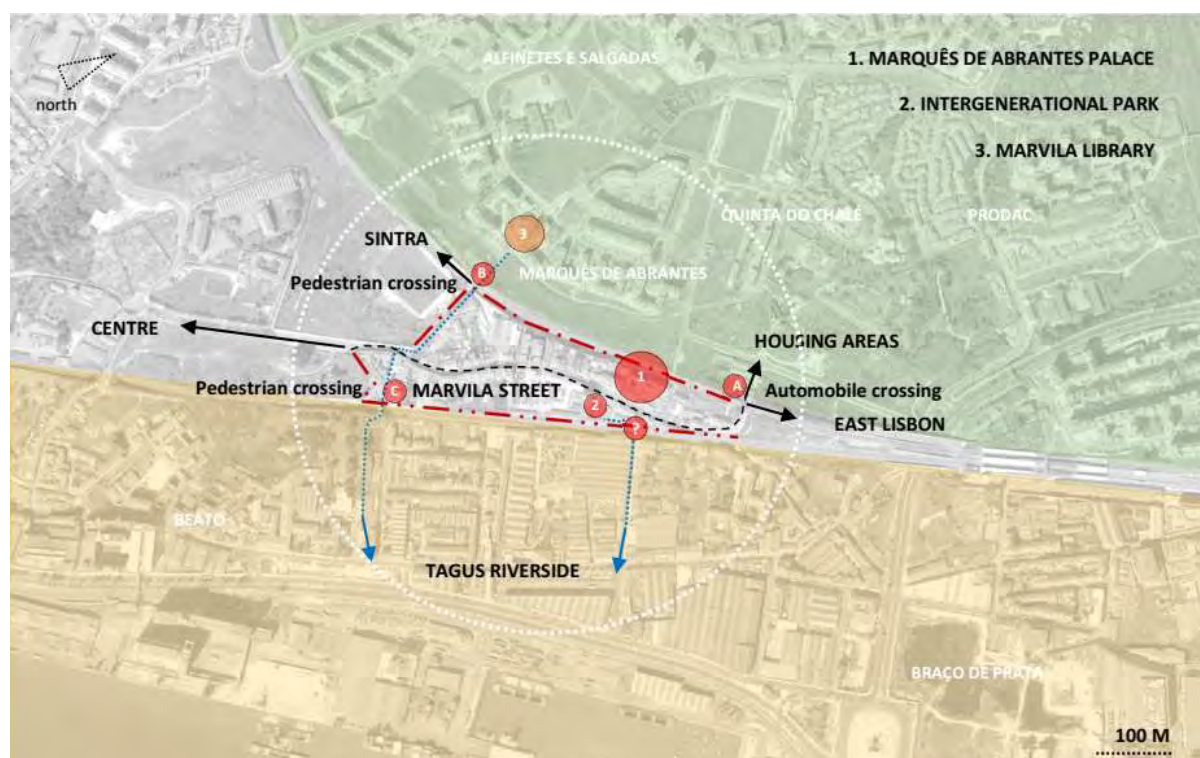 ALFINETES E SALGADAS
1. MARQUÊS DE ABRANTES PALACE
north
2. INTERGENERATIONAL PARK
3. MARVILA LIBRARY
QUINTA DO CHALÉ
PRODAC
3
SINTRA
B
MARQUÊS DE ABRANTES
Pedestrian crossing
CENTRE
HOUSING AREAS
1
A
Pedestrian crossing
C
MARVILA STREET
Automobile crossing
2
EAST LISBON
?
BEATO
TAGUS RIVERSIDE
BRAÇO DE PRATA
100 M